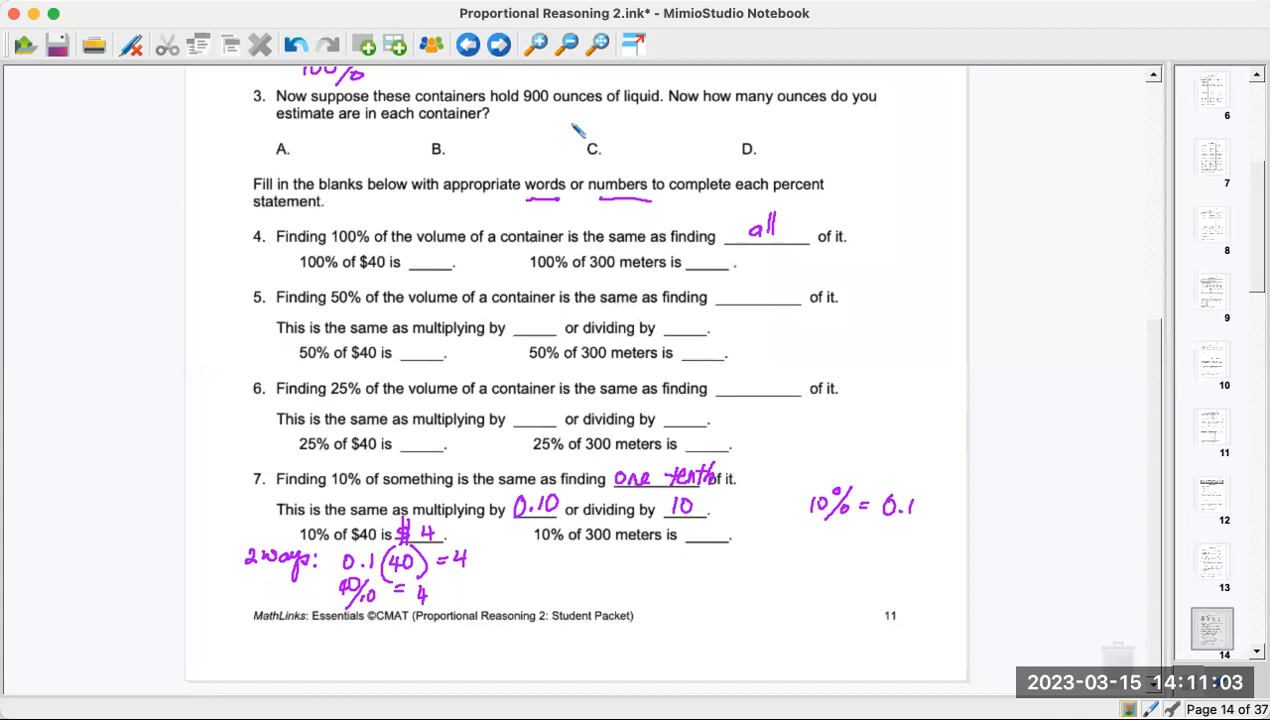 Proportional Reasoning 2.ink* - MimioStudio Notebook
100%
3. Now suppose these containers hold 900 ounces of liquid. Now how many ounces do you
estimate are in each container?
A. B. C. D.
Fill in the blanks below with appropriate words or numbers to complete each percent
statement.
4. Finding 100% of the volume of a container is the same as finding all of it.
100% of $40 is _____. 100% of 300 meters is _____ .
5. Finding 50% of the volume of a container is the same as finding __________ of it.
This is the same as multiplying by _____ or dividing by _____.
50% of $40 is _____. 50% of 300 meters is _____.
6. Finding 25% of the volume of a container is the same as finding __________ of it.
This is the same as multiplying by _____ or dividing by _____.
25% of $40 is _____. 25% of 300 meters is _____.
7. Finding 10% of something is the same as finding one tenth of it.
This is the same as multiplying by 0.10 or dividing by 10. 10% = 0.1
10% of $40 is $4. 10% of 300 meters is _____.
2 ways: 0.1(40) = 4
40/10 = 4
MathLinks: Essentials ©CMAT (Proportional Reasoning 2: Student Packet) 11
6
7
8
9
10
11
12
13
14
2023-03-15 14:11:03
Page 14 of 37